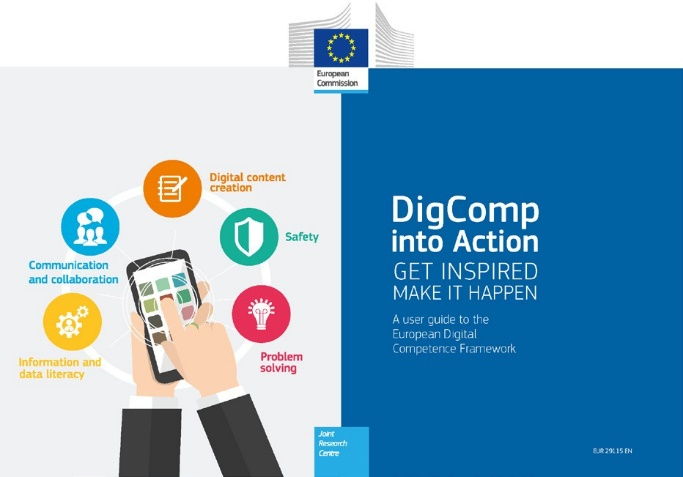 European
Commission
Digital content
creation
Safety
Communication
and collaboration
Information and
data literacy
Problem
solving
DigComp
into Action
GET INSPIRED
MAKE IT HAPPEN
A user guide to the
European Digital
Competence Framework
Joint
Research
Centre
EUR 29115 EN